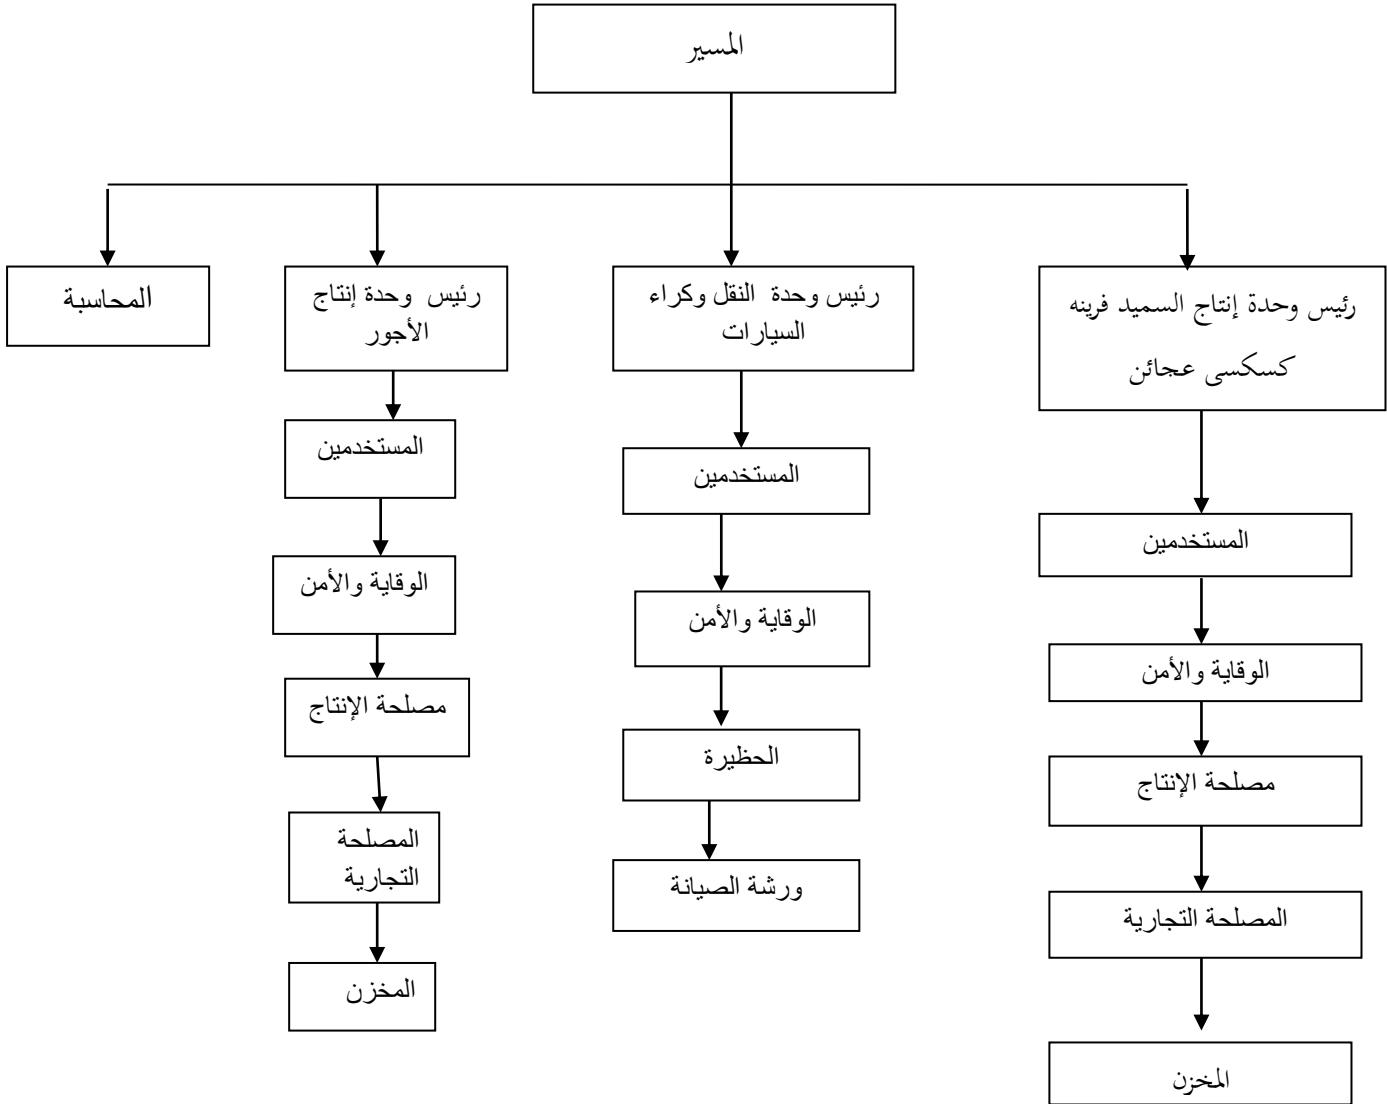 المسير
رئيس وحدة إنتاج السميد فرينه
كسكسى عجائن
المستخدمين
الوقاية والأمن
مصلحة الإنتاج
المصلحة التجارية
المخزن
رئيس وحدة النقل وكراء
السيارات
المستخدمين
الوقاية والأمن
الحظيرة
ورشة الصيانة
رئيس وحدة إنتاج
الأجور
المستخدمين
الوقاية والأمن
مصلحة الإنتاج
المصلحة
التجارية
المخزن
المحاسبة